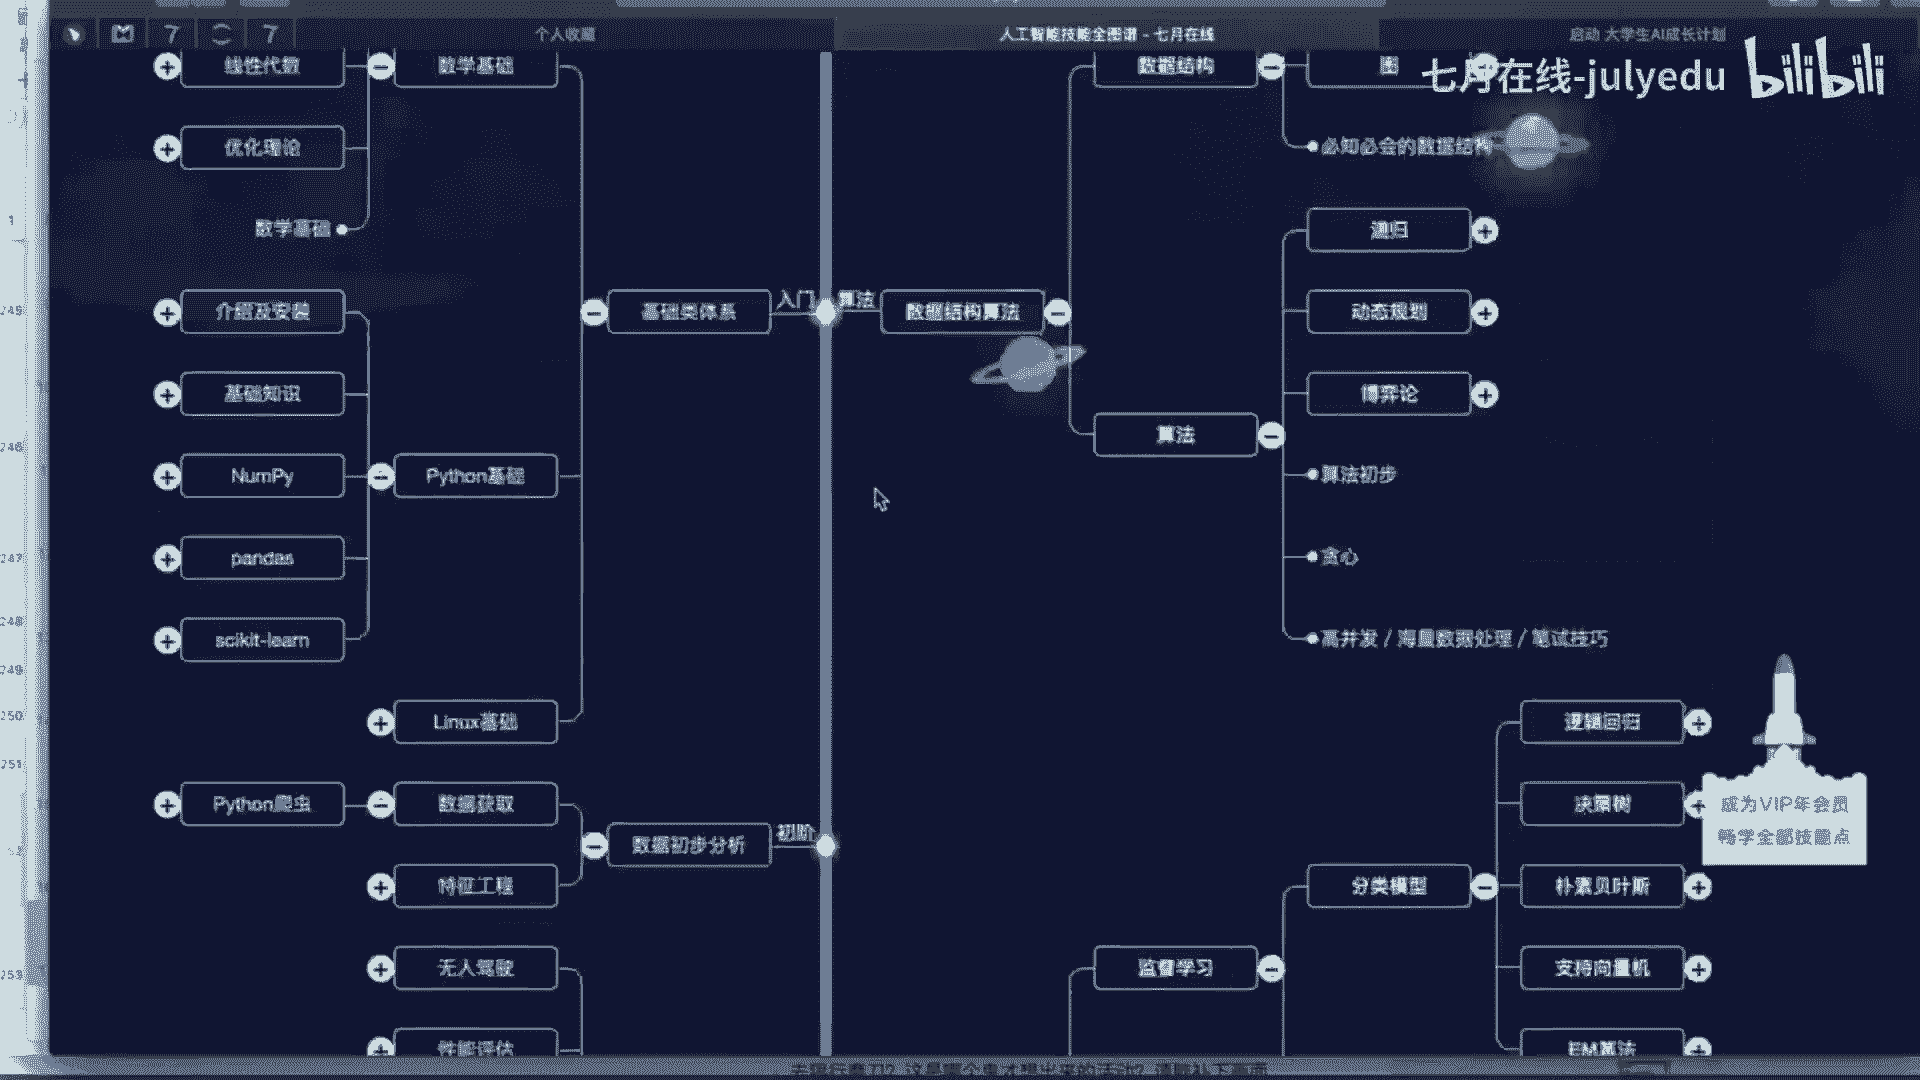 个人收藏
人工智能技能全图谱 - 七月在线
启动 大学生AI成长计划
七月在线-julyedu bilibili
线性代数
数学基础
数据结构
图
优化理论
必知必会的数据结构
数学基础
递归
介绍及安装
基础类体系
入门
算法
数据结构算法
动态规划
基础知识
博弈论
算法
NumPy
Python基础
算法初步
pandas
贪心
scikit-learn
高并发 / 海量数据处理 / 笔试技巧
Linux基础
逻辑回归
Python爬虫
数据获取
决策树
成为VIP年会员
畅学全部技能点
数据初步分析
初阶
特征工程
分类模型
朴素贝叶斯
无人驾驶
监督学习
支持向量机
性能评估
EM算法
245
246
247
248
249
250
251
253